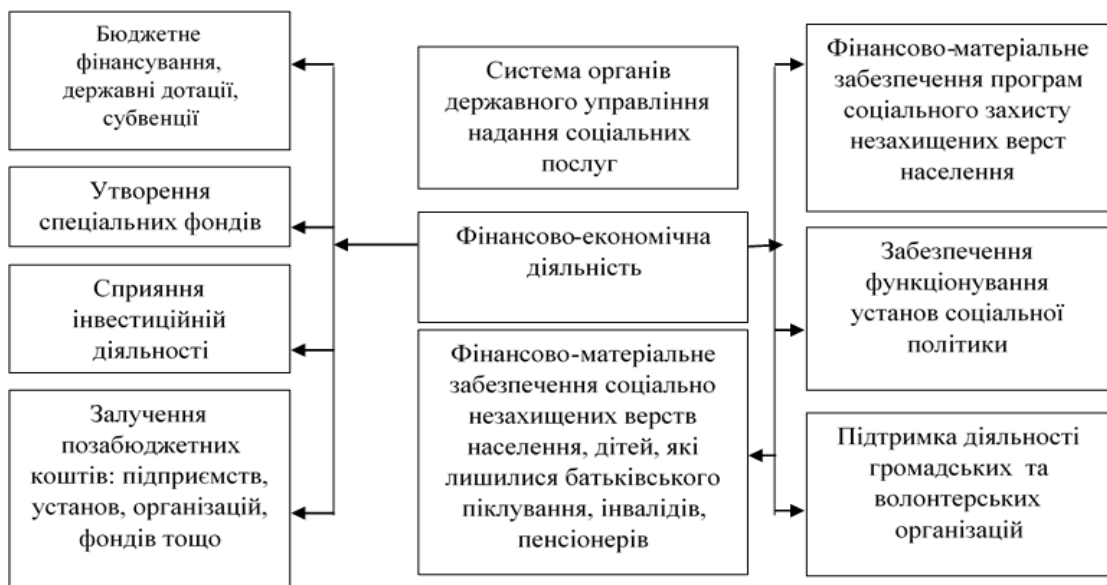 Бюджетне
фінансування,
державні дотації,
субвенції
Утворення
спеціальних фондів
Сприяння
інвестиційній
діяльності
Залучення
позабюджетних
коштів: підприємств,
установ, організацій,
фондів тощо
Система органів
державного управління
надання соціальних
послуг
Фінансово-економічна
діяльність
Фінансово-матеріальне
забезпечення соціально
незахищених верств
населення, дітей, які
лишилися батьківського
піклування, інвалідів,
пенсіонерів
Фінансово-матеріальне
забезпечення програм
соціального захисту
незахищених верст
населення
Забезпечення
функціонування
установ соціальної
політики
Підтримка діяльності
громадських та
волонтерських
організацій